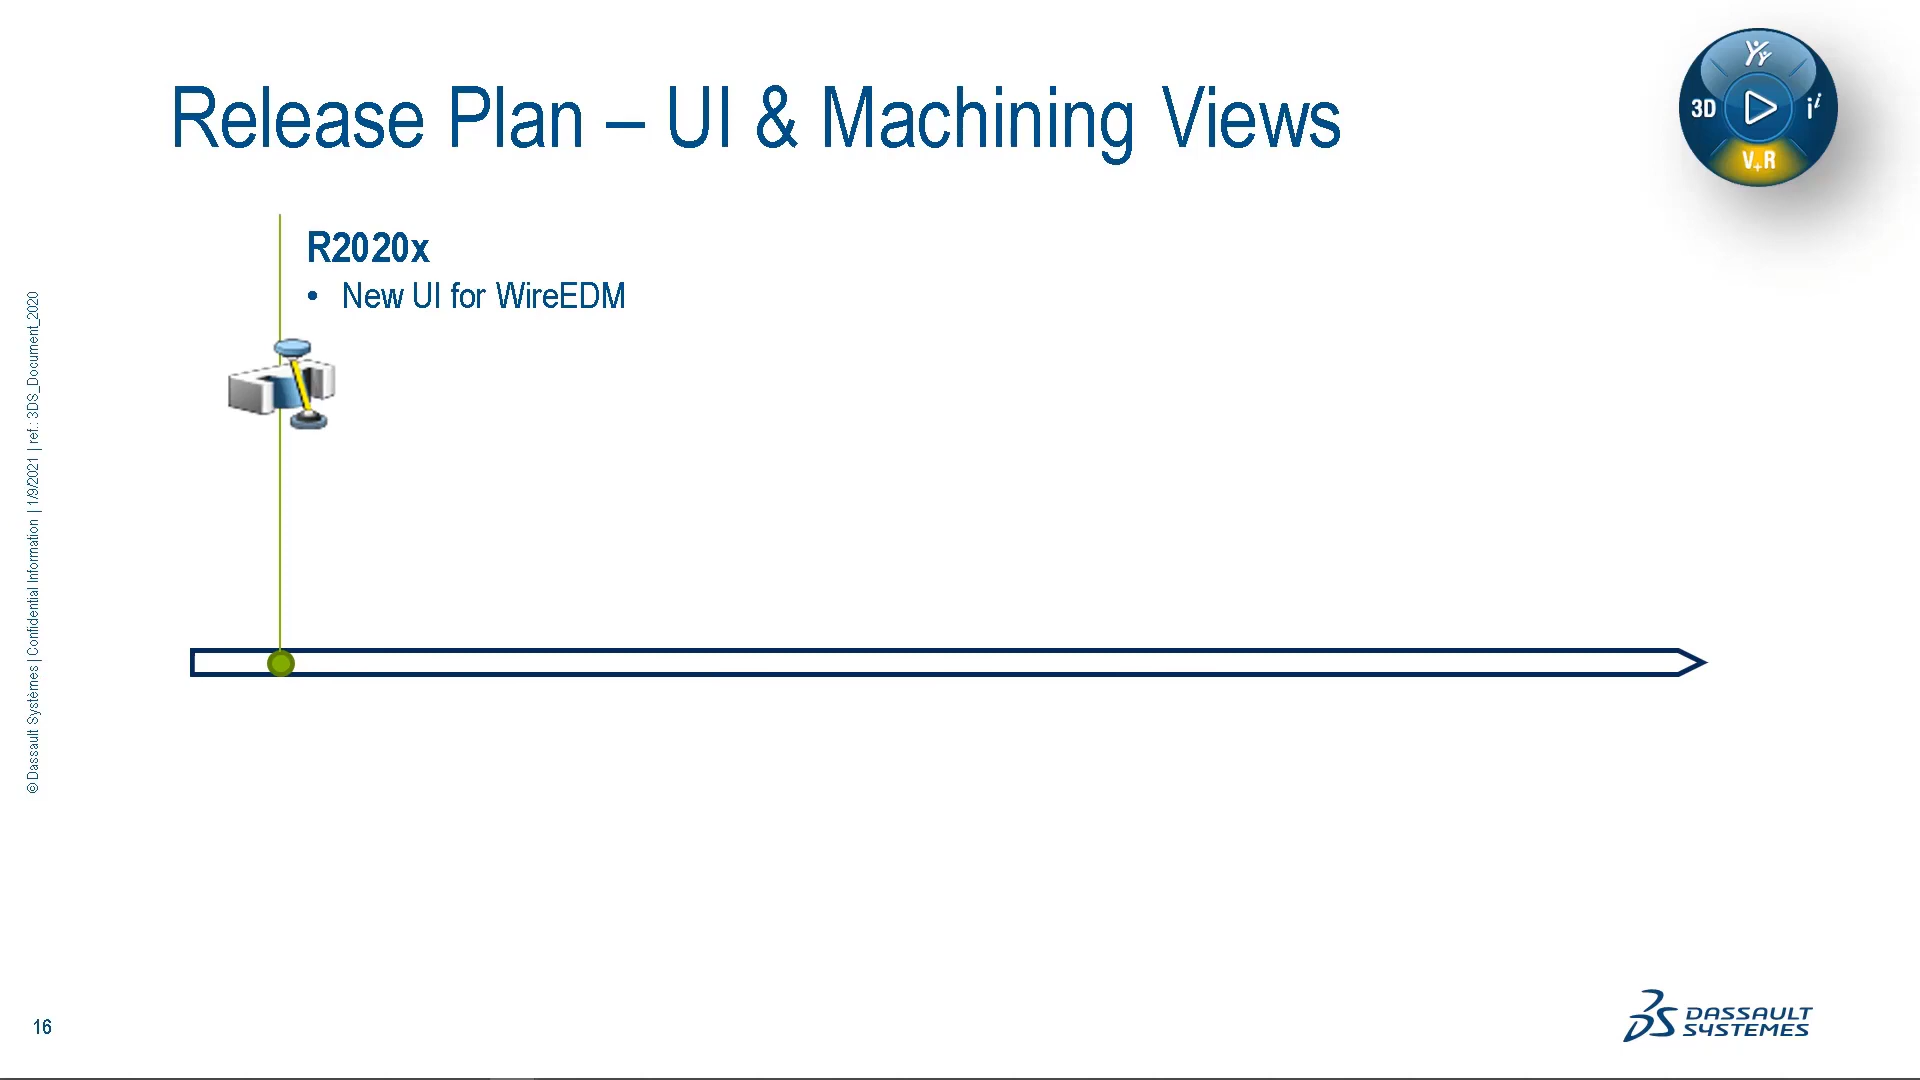 Release Plan – UI & Machining Views
3D
V+R
i
R2020x
• New UI for WireEDM
© Dassault Systèmes | Confidential Information | 1/9/2021 | ref.: 3DS_Document_2020
16
DASSAULT
SYSTEMES